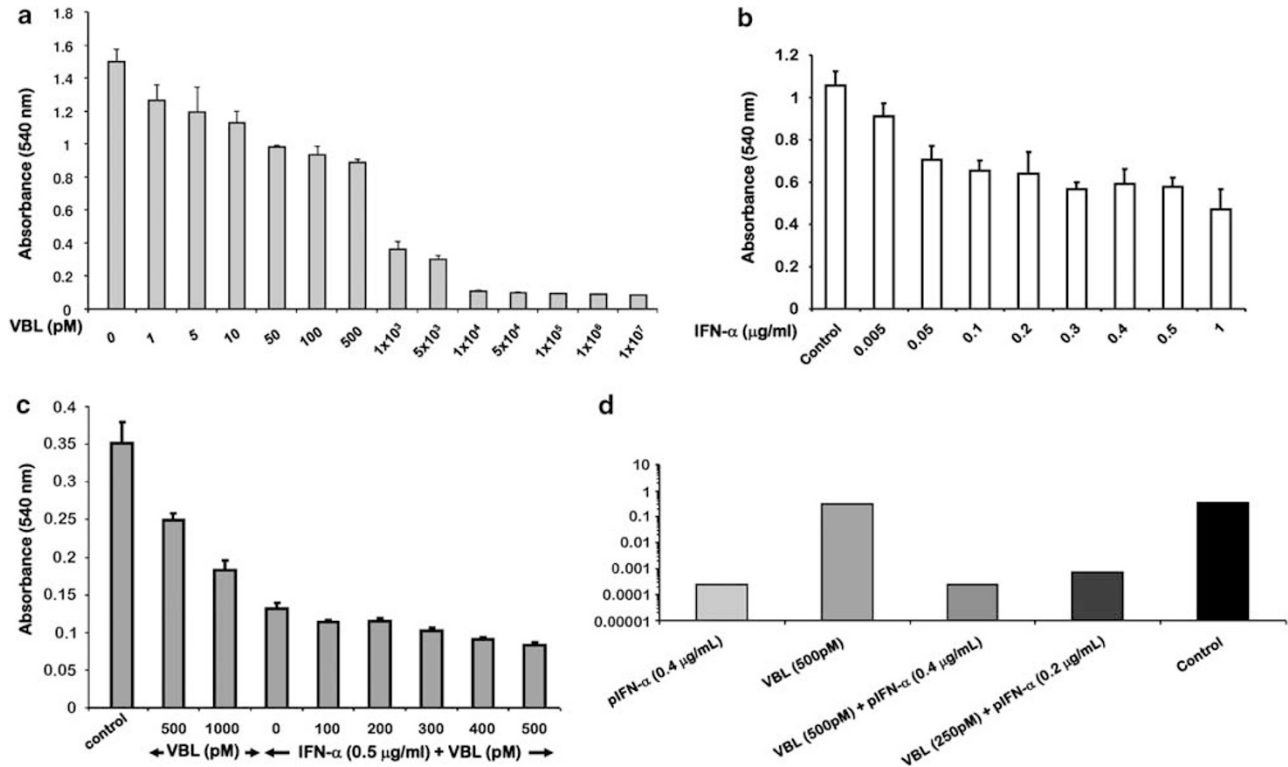 a
Absorbance (540 nm)
1.8
1.6
1.4
1.2
1
0.8
0.6
0.4
0.2
0
VBL (pM)
0 1 5 10 50 100 500 1x10³ 5x10³ 1x10⁴ 5x10⁴ 1x10⁵ 1x10⁶ 1x10⁷
b
Absorbance (540 nm)
1.2
1
0.8
0.6
0.4
0.2
0
IFN-α (µg/ml)
Control 0.005 0.05 0.1 0.2 0.3 0.4 0.5 1
c
Absorbance (540 nm)
0.4
0.35
0.3
0.25
0.2
0.15
0.1
0.05
0
control 500 1000 0 100 200 300 400 500
VBL (pM) IFN-α (0.5 µg/ml) + VBL (pM)
d
10
1
0.1
0.01
0.001
0.0001
0.00001
pIFN-α (0.4 µg/mL)
VBL (500pM)
VBL (500pM) + pIFN-α (0.4 µg/mL)
VBL (250pM) + pIFN-α (0.2 µg/mL)
Control